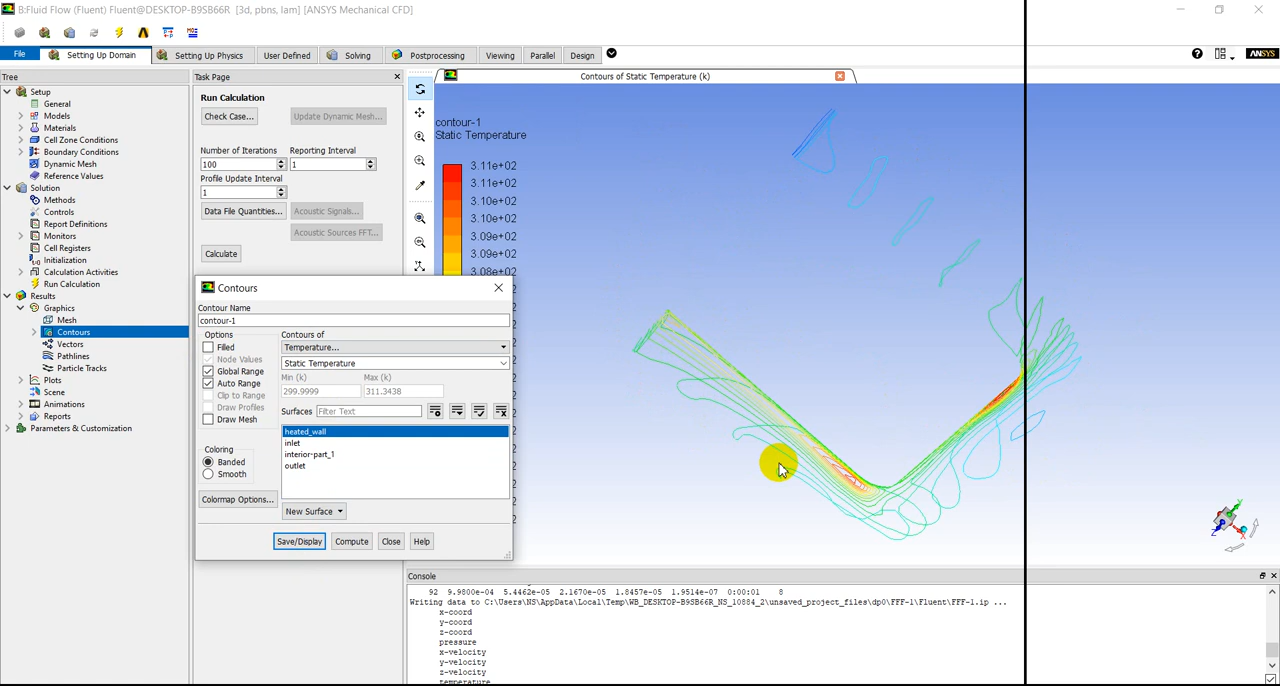 B:Fluid Flow (Fluent) Fluent@DESKTOP-B9SB66R [3d, pbns, lam] [ANSYS Mechanical CFD]
File
Setting Up Domain
Setting Up Physics
User Defined
Solving
Postprocessing
Viewing
Parallel
Design
ANSYS
Tree
Setup
General
Models
Materials
Cell Zone Conditions
Boundary Conditions
Dynamic Mesh
Reference Values
Solution
Methods
Controls
Report Definitions
Monitors
Cell Registers
Initialization
Calculation Activities
Run Calculation
Results
Graphics
Mesh
Contours
Vectors
Pathlines
Particle Tracks
Plots
Scene
Animations
Reports
Parameters & Customization
Task Page
Run Calculation
Check Case...
Update Dynamic Mesh...
Number of Iterations
Reporting Interval
100
1
Profile Update Interval
1
Data File Quantities...
Acoustic Signals...
Acoustic Sources FFT...
Calculate
Contours
Contour Name
contour-1
Options
Filled
Node Values
Global Range
Auto Range
Clip to Range
Draw Profiles
Draw Mesh
Coloring
Banded
Smooth
Colormap Options...
Contours of
Temperature...
Static Temperature
Min (k)
Max (k)
299.9999
311.3438
Surfaces
Filter Text
heated_wall
inlet
interior-part_1
outlet
New Surface
Save/Display
Compute
Close
Help
Contours of Static Temperature (k)
contour-1
Static Temperature
3.11e+02
3.11e+02
3.10e+02
3.10e+02
3.09e+02
3.09e+02
3.08e+02
Y
X
Z
Console
92 9.9800e-04 5.4462e-05 2.1670e-05 1.8457e-05 1.9514e-07 0:00:01 8
Writing data to C:\Users\NS\AppData\Local\Temp\WB_DESKTOP-B9SB66R_NS_10884_2\unsaved_project_files\dp0\FFF-1\Fluent\FFF-1.ip ...
x-coord
y-coord
z-coord
pressure
x-velocity
y-velocity
z-velocity
temperature